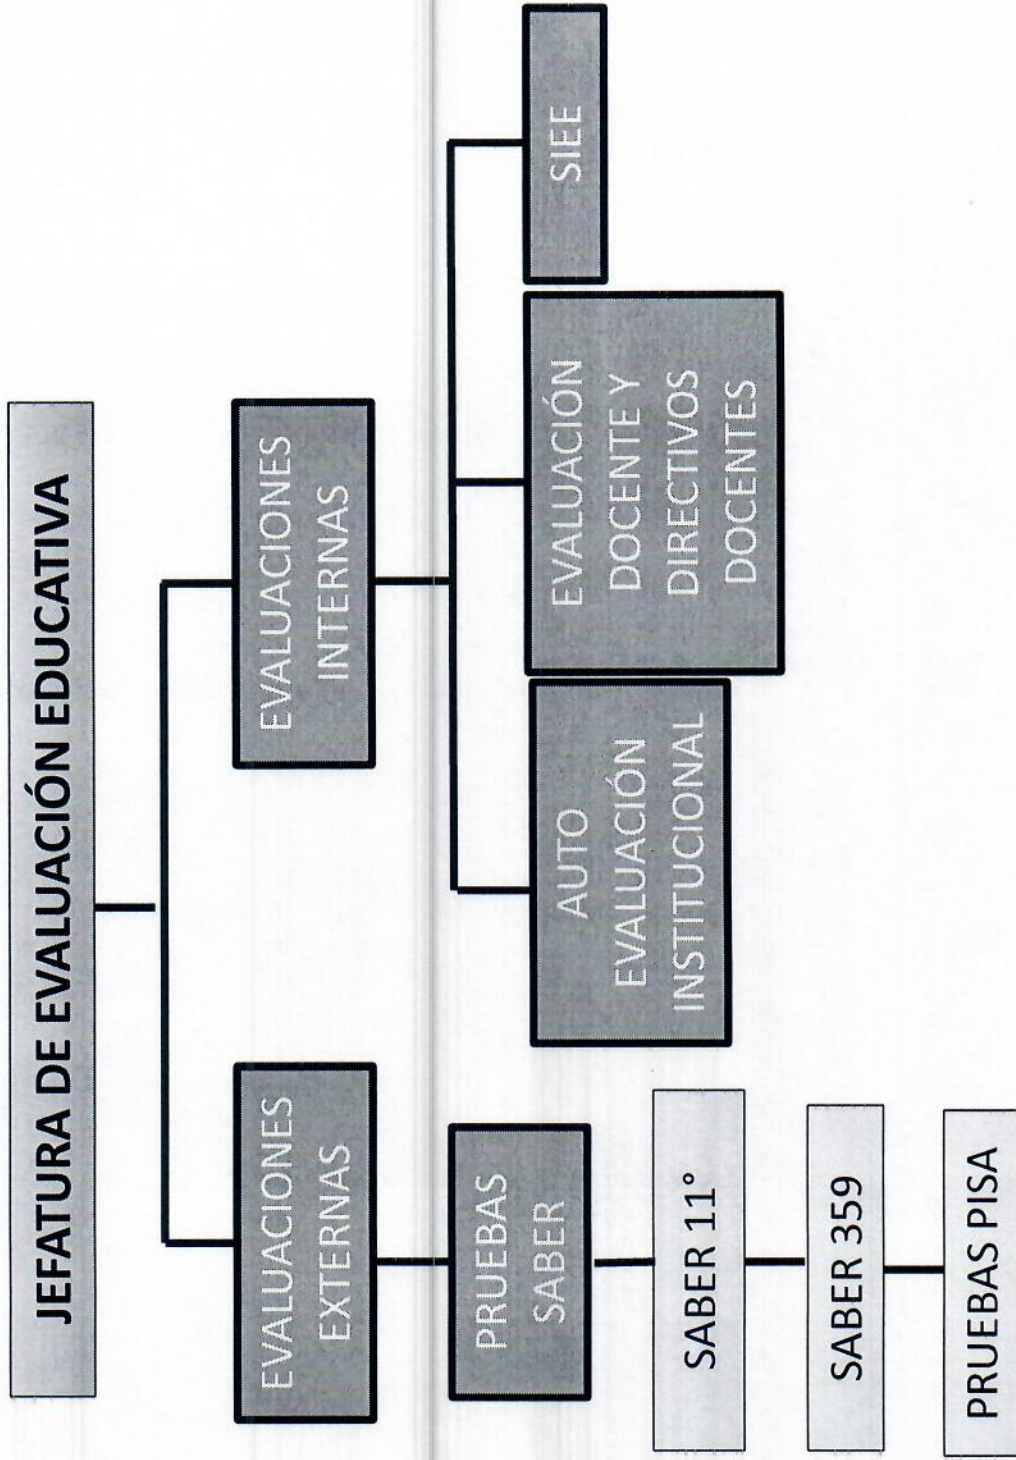 JEFATURA DE EVALUACIÓN EDUCATIVA
EVALUACIONES
EXTERNAS
EVALUACIONES
INTERNAS
PRUEBAS
SABER
SABER 11°
SABER 359
PRUEBAS PISA
AUTO
EVALUACIÓN
INSTITUCIONAL
EVALUACIÓN
DOCENTE Y
DIRECTIVOS
DOCENTES
SIEE